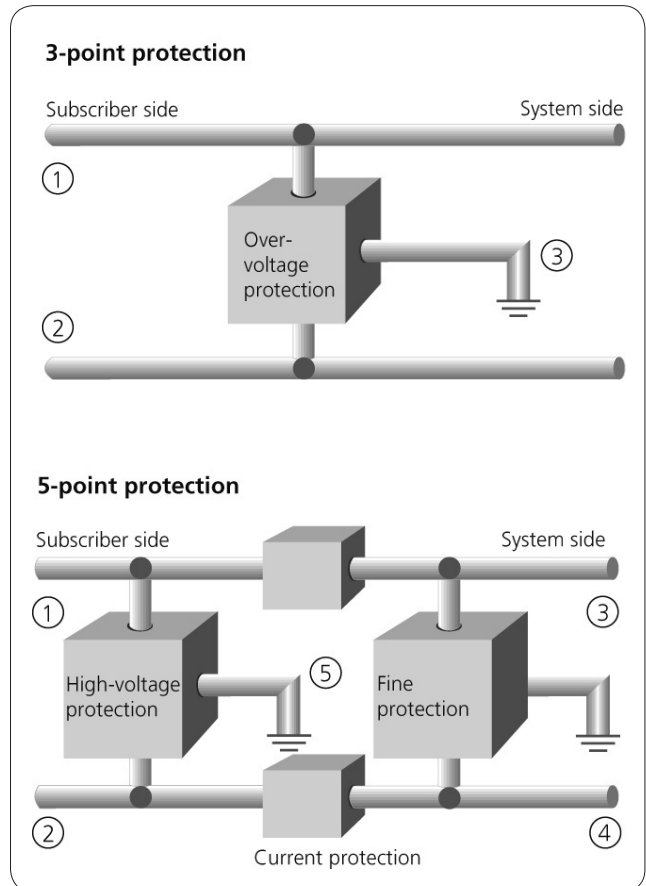 3-point protection
Subscriber side
System side
1
Over-
voltage
protection
3
2
5-point protection
Subscriber side
System side
1
3
High-voltage
protection
5
Fine
protection
2
4
Current protection